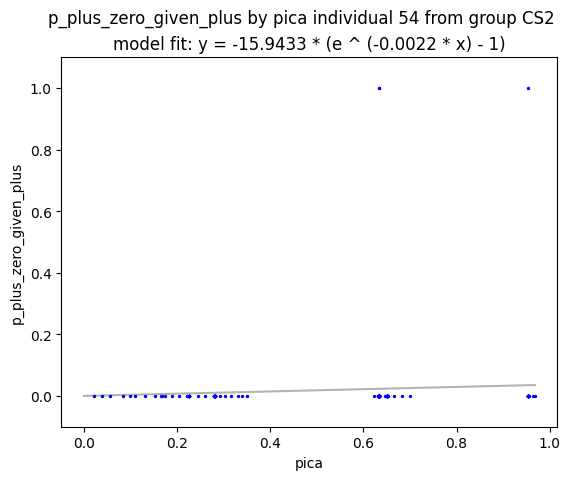 p_plus_zero_given_plus by pica individual 54 from group CS2
model fit: y = -15.9433 * (e ^ (-0.0022 * x) - 1)
p_plus_zero_given_plus
1.0
0.8
0.6
0.4
0.2
0.0
0.0 0.2 0.4 0.6 0.8 1.0
pica